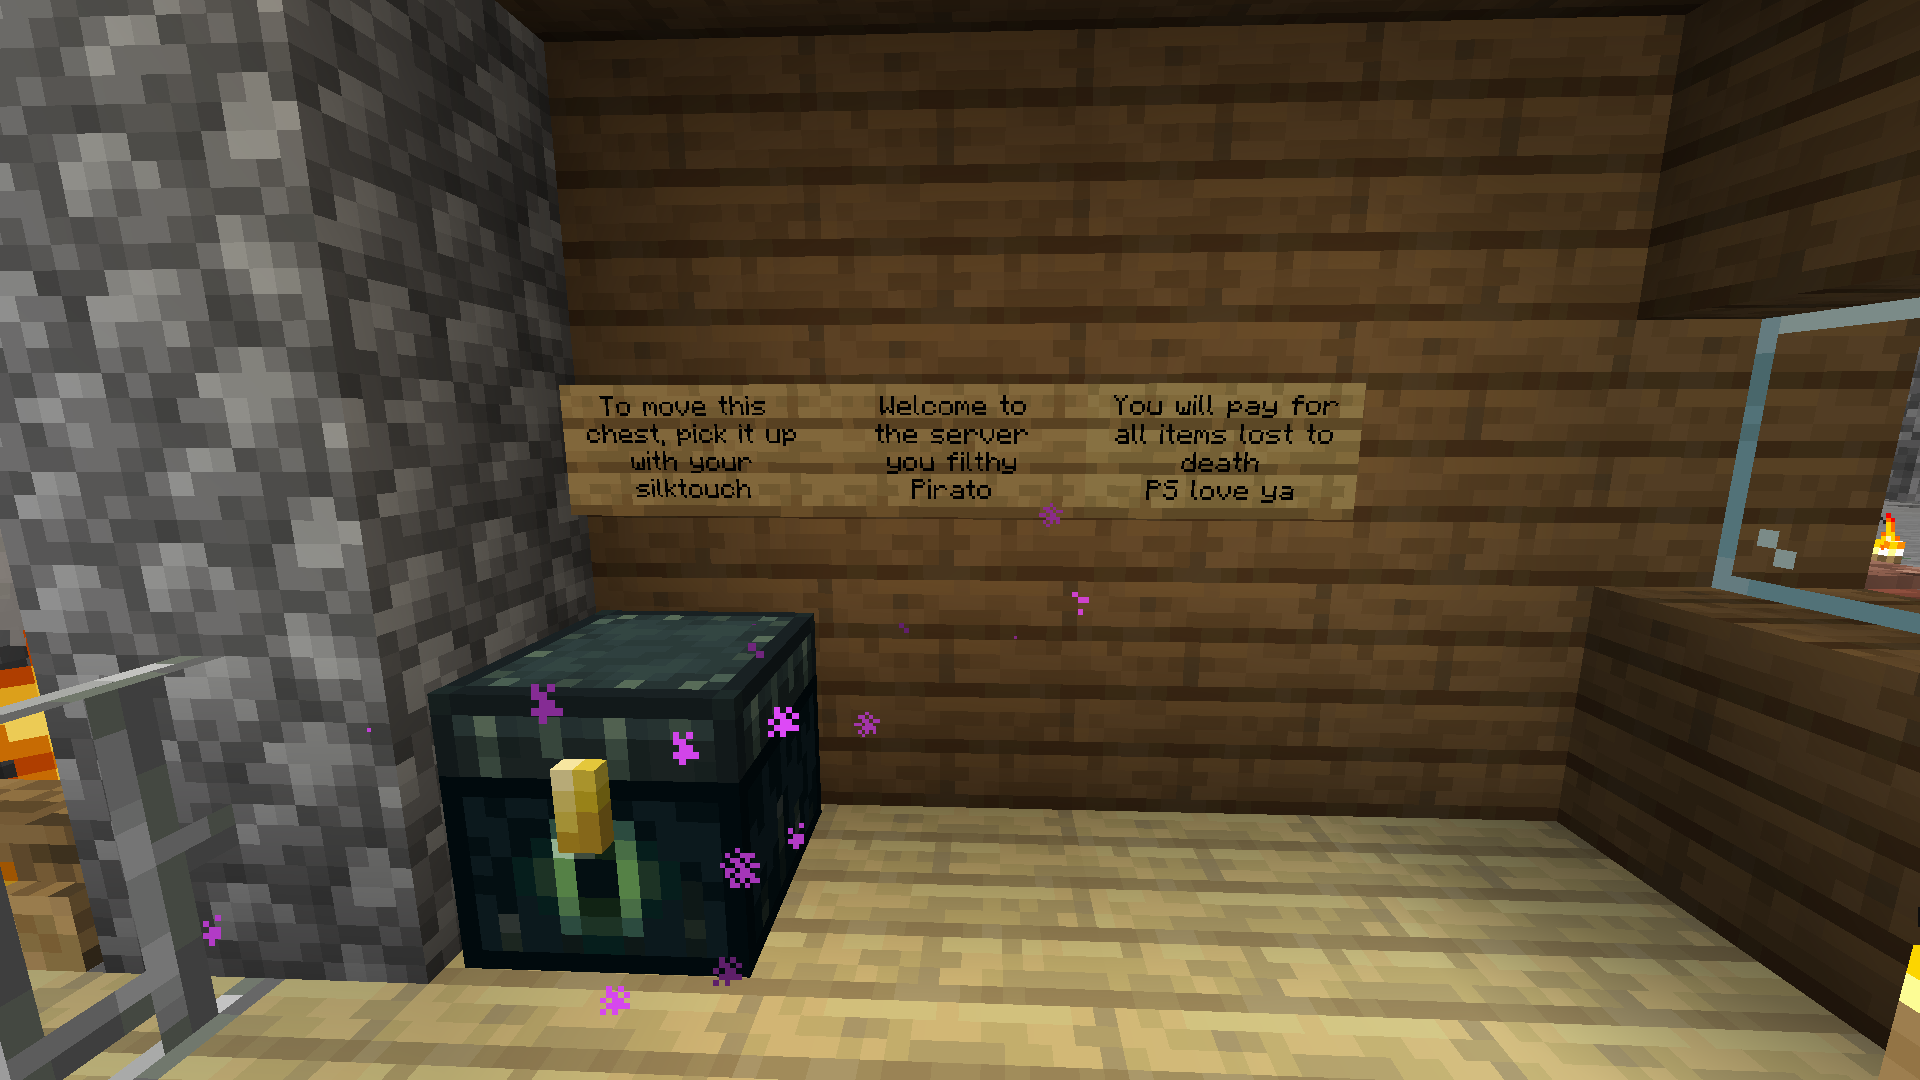 To move this
chest, pick it up
with your
silktouch
Welcome to
the server
you filthy
Pirato
You will pay for
all items lost to
death
PS love ya